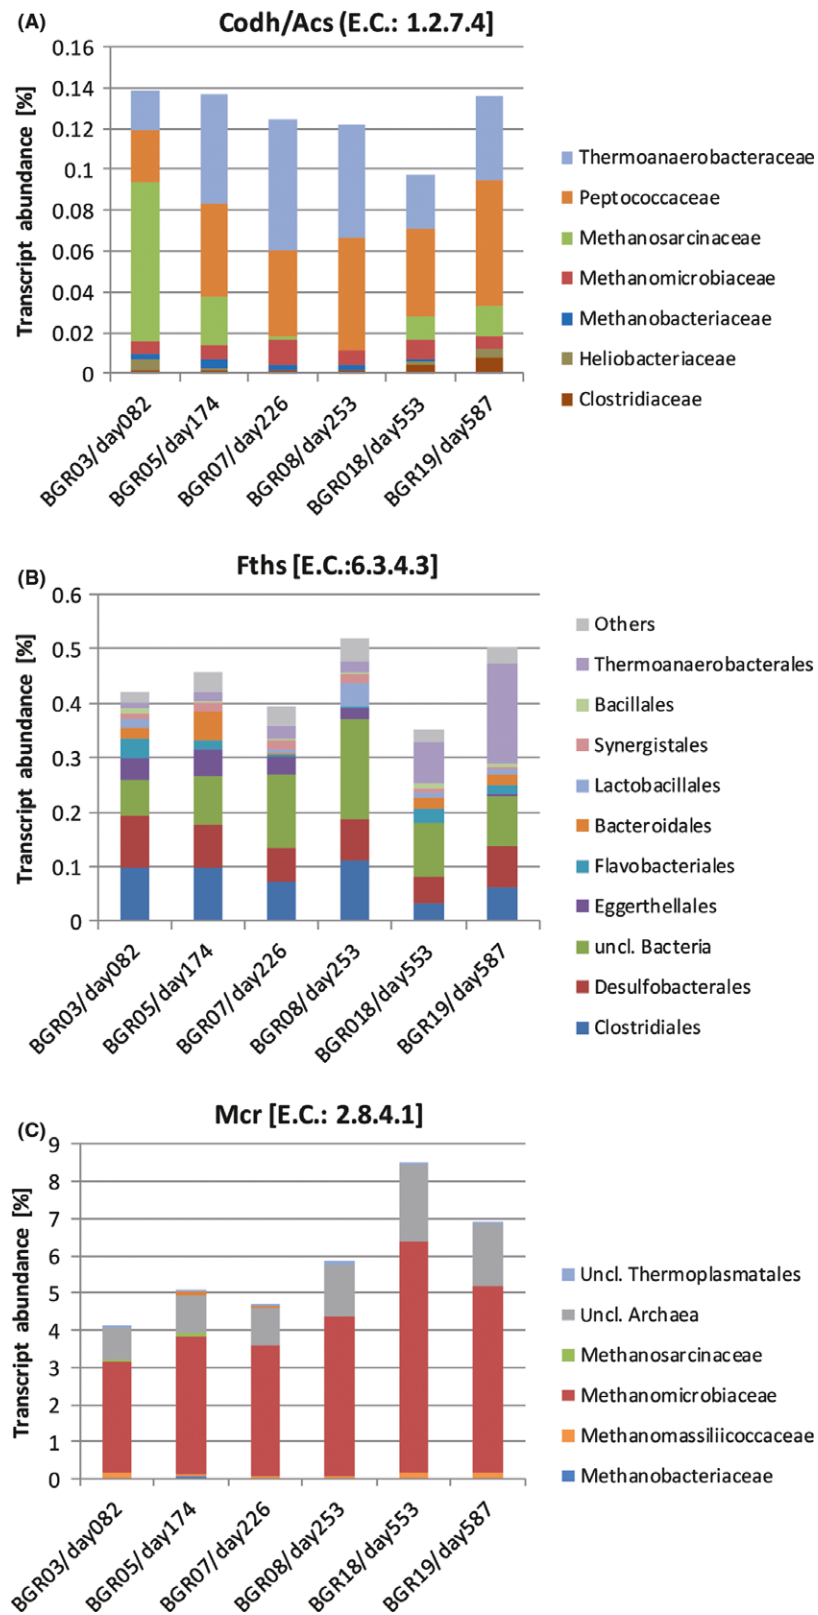 (A)
Codh/Acs (E.C.: 1.2.7.4]
Transcript abundance [%]
0.16
0.14
0.12
0.1
0.08
0.06
0.04
0.02
0
BGR03/day082
BGR05/day174
BGR07/day226
BGR08/day253
BGR018/day553
BGR19/day587
Thermoanaerobacteraceae
Peptococcaceae
Methanosarcinaceae
Methanomicrobiaceae
Methanobacteriaceae
Heliobacteriaceae
Clostridiaceae
(B)
Fths [E.C.:6.3.4.3]
Transcript abundance [%]
0.6
0.5
0.4
0.3
0.2
0.1
0
BGR03/day082
BGR05/day174
BGR07/day226
BGR08/day253
BGR018/day553
BGR19/day587
Others
Thermoanaerobacterales
Bacillales
Synergistales
Lactobacillales
Bacteroidales
Flavobacteriales
Eggerthellales
uncl. Bacteria
Desulfobacterales
Clostridiales
(C)
Mcr [E.C.: 2.8.4.1]
Transcript abundance [%]
9
8
7
6
5
4
3
2
1
0
BGR03/day082
BGR05/day174
BGR07/day226
BGR08/day253
BGR18/day553
BGR19/day587
Uncl. Thermoplasmatales
Uncl. Archaea
Methanosarcinaceae
Methanomicrobiaceae
Methanomassiliicoccaceae
Methanobacteriaceae